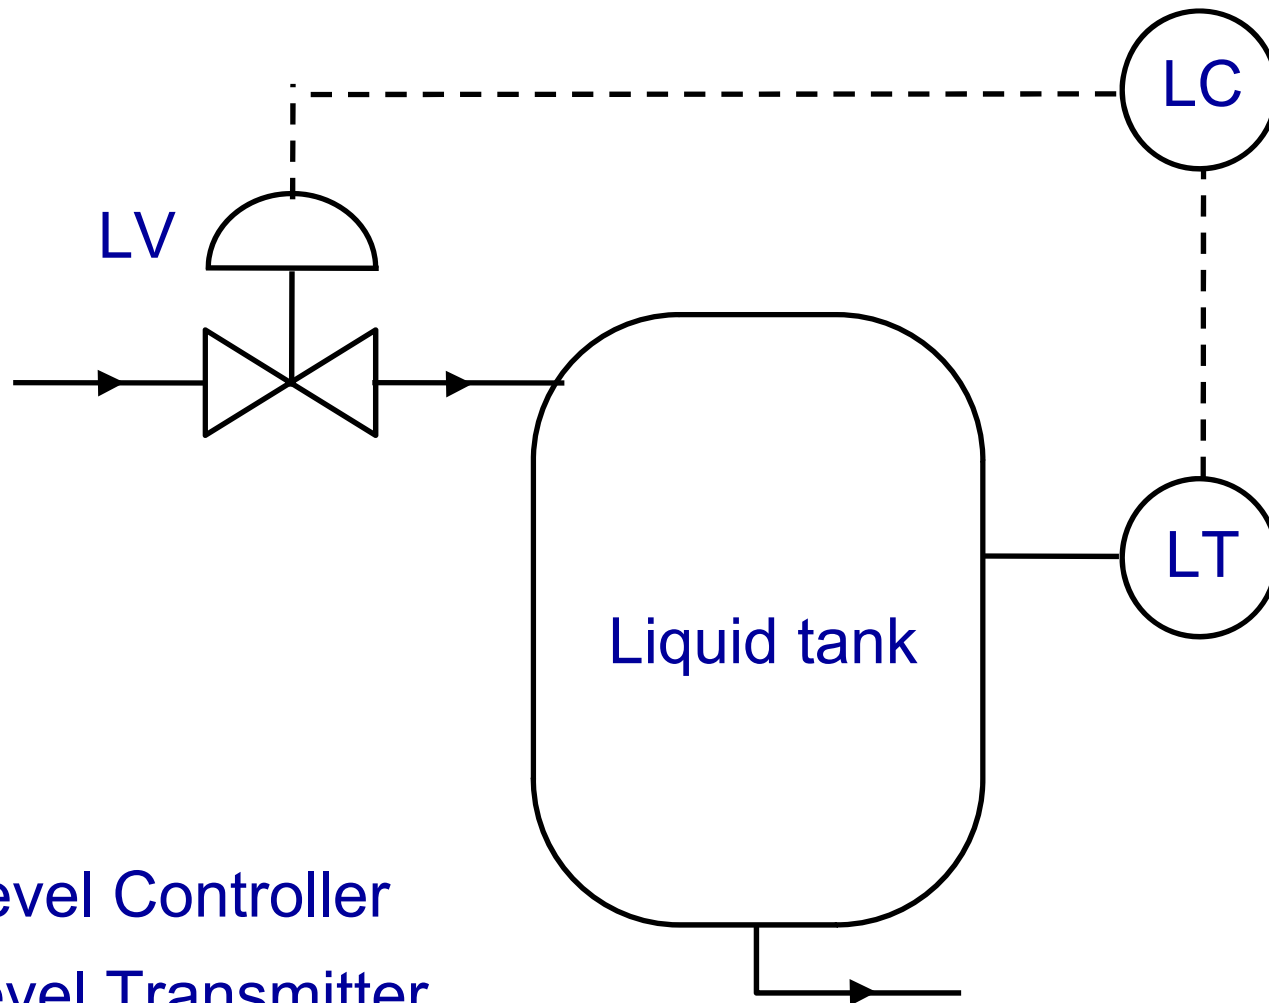 LC
LV
LT
Liquid tank
evel Controller
evel Transmitter